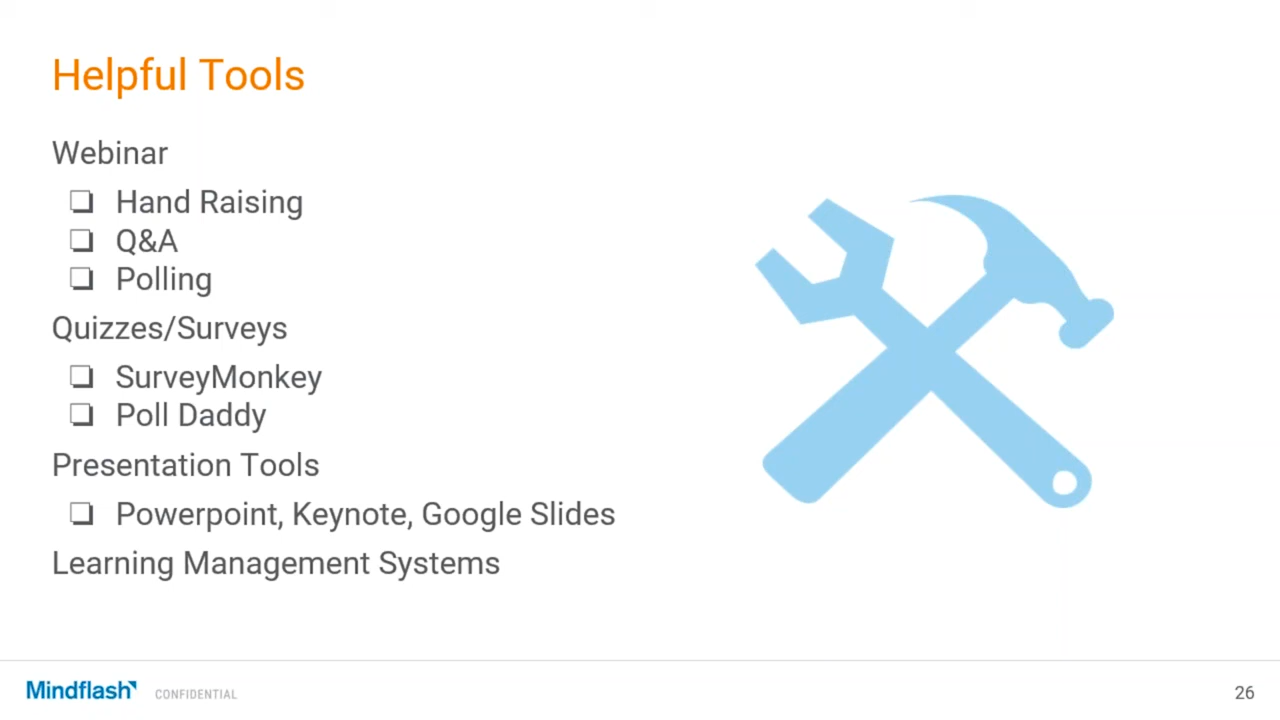 Helpful Tools
Webinar
❏ Hand Raising
❏ Q&A
❏ Polling
Quizzes/Surveys
❏ SurveyMonkey
❏ Poll Daddy
Presentation Tools
❏ Powerpoint, Keynote, Google Slides
Learning Management Systems
Mindflash CONFIDENTIAL 26